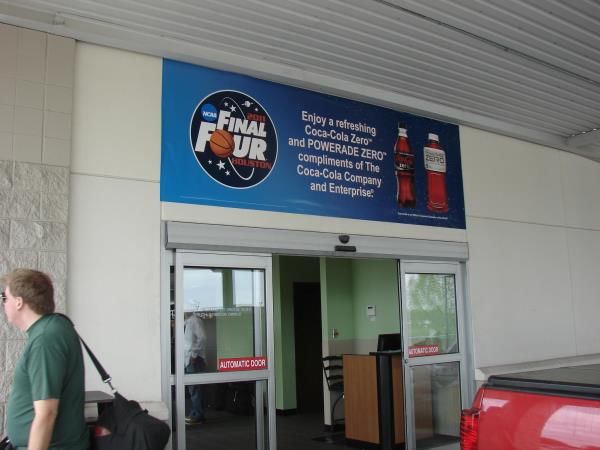 NCAA
2011
FINAL
FOUR
HOUSTON
Enjoy a refreshing
Coca-Cola Zero™
and POWERADE ZERO™
compliments of The
Coca-Cola Company
and Enterprise.®
ZERO
AUTOMATIC DOOR
AUTOMATIC DOOR